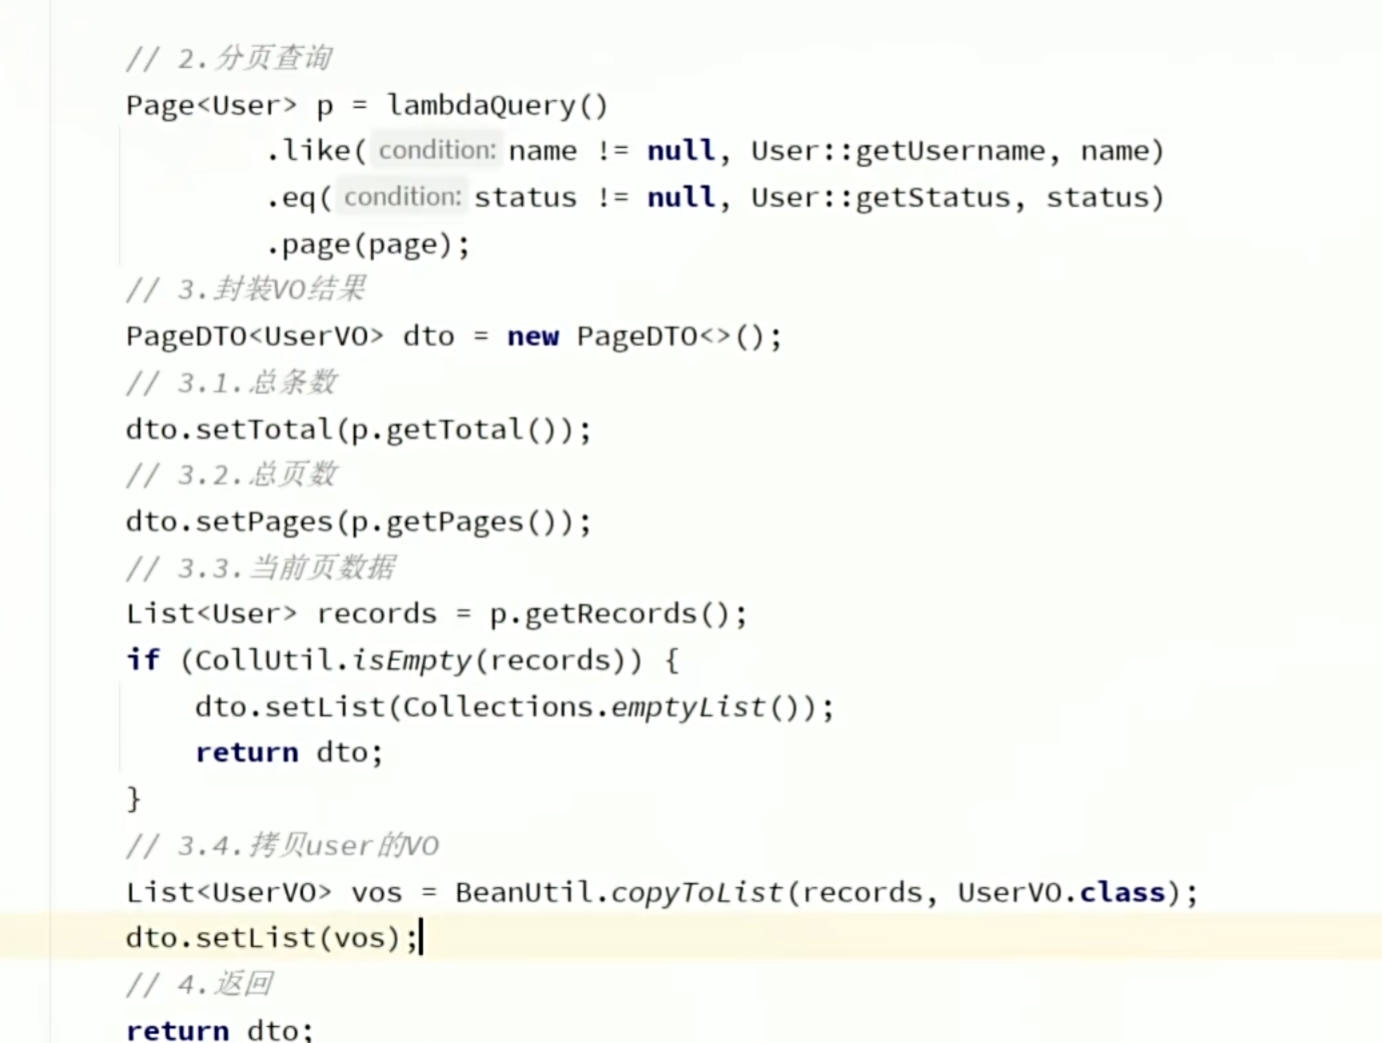 // 2.分页查询
Page<User> p = lambdaQuery()
.like( condition: name != null, User::getUsername, name)
.eq( condition: status != null, User::getStatus, status)
.page(page);
// 3.封装VO结果
PageDTO<UserVO> dto = new PageDTO<>();
// 3.1.总条数
dto.setTotal(p.getTotal());
// 3.2.总页数
dto.setPages(p.getPages());
// 3.3.当前页数据
List<User> records = p.getRecords();
if (CollUtil.isEmpty(records)) {
dto.setList(Collections.emptyList());
return dto;
}
// 3.4.拷贝user的VO
List<UserVO> vos = BeanUtil.copyToList(records, UserVO.class);
dto.setList(vos);
// 4.返回
return dto;